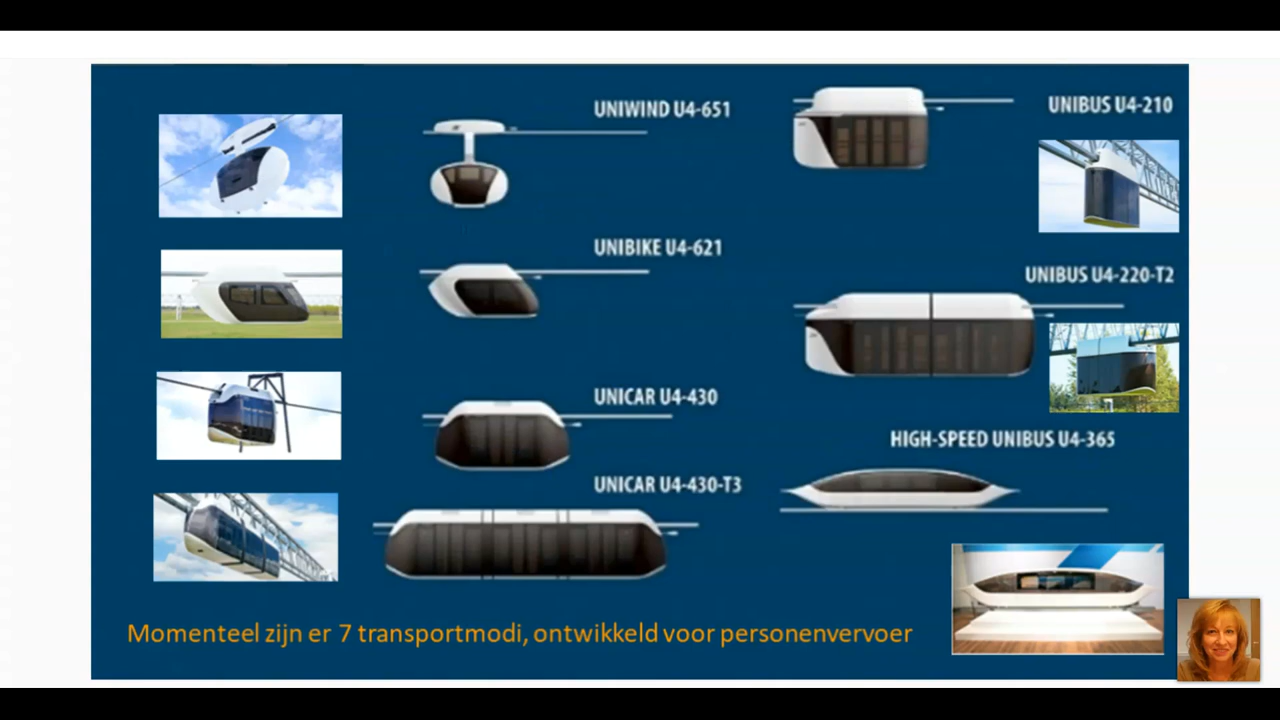 UNIWIND U4-651
UNIBIKE U4-621
UNICAR U4-430
UNICAR U4-430-T3
UNIBUS U4-210
UNIBUS U4-220-T2
HIGH-SPEED UNIBUS U4-365
Momenteel zijn er 7 transportmodi, ontwikkeld voor personenvervoer